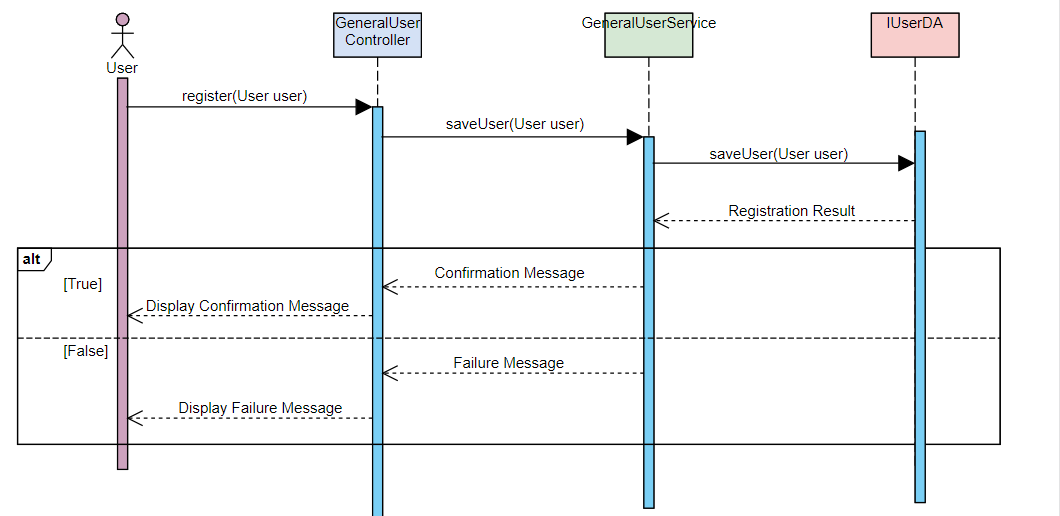 GeneralUser
Controller
GeneralUserService
IUserDA
User
register(User user)
saveUser(User user)
saveUser(User user)
Registration Result
alt
[True]
Confirmation Message
Display Confirmation Message
[False]
Failure Message
Display Failure Message